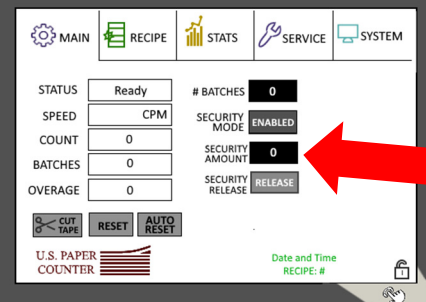 MAIN
RECIPE
STATS
SERVICE
SYSTEM
STATUS Ready
SPEED CPM
COUNT 0
BATCHES 0
OVERAGE 0
# BATCHES 0
SECURITY
MODE ENABLED
SECURITY
AMOUNT 0
SECURITY
RELEASE RELEASE
CUT
TAPE
RESET
AUTO
RESET
U.S. PAPER
COUNTER
Date and Time
RECIPE: #